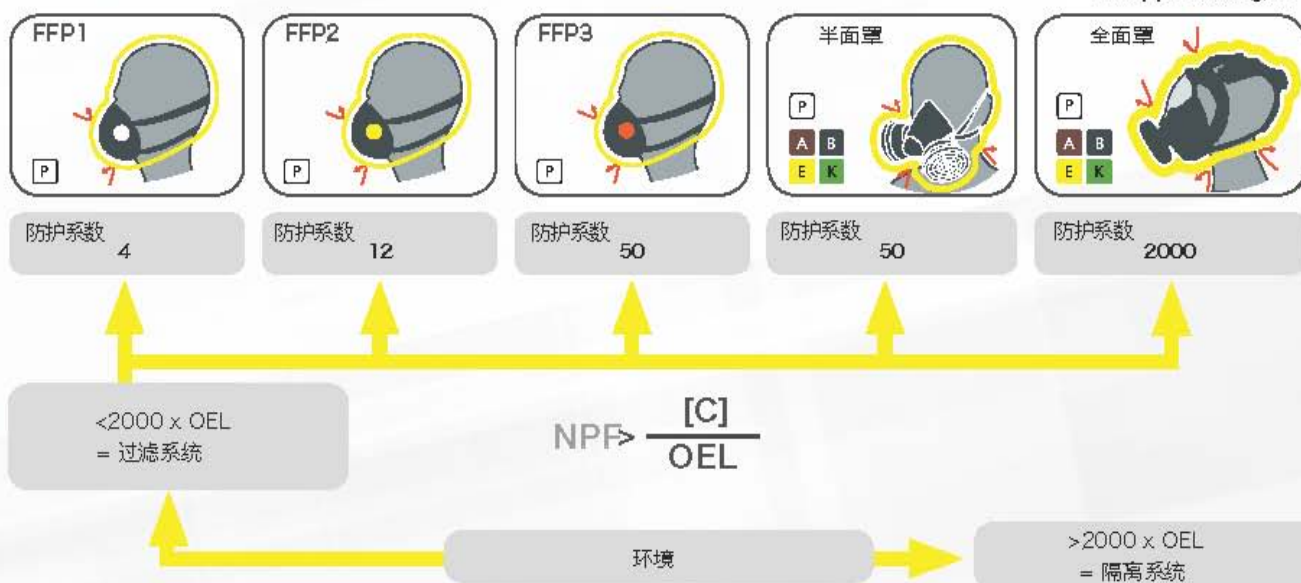 FFP1
FFP2
FFP3
半面罩
全面罩
P
P
P
P
A B
E K
P
A B
E K
防护系数
4
防护系数
12
防护系数
50
防护系数
50
防护系数
2000
<2000 x OEL
= 过滤系统
NPF> [C]
OEL
环境
>2000 x OEL
= 隔离系统